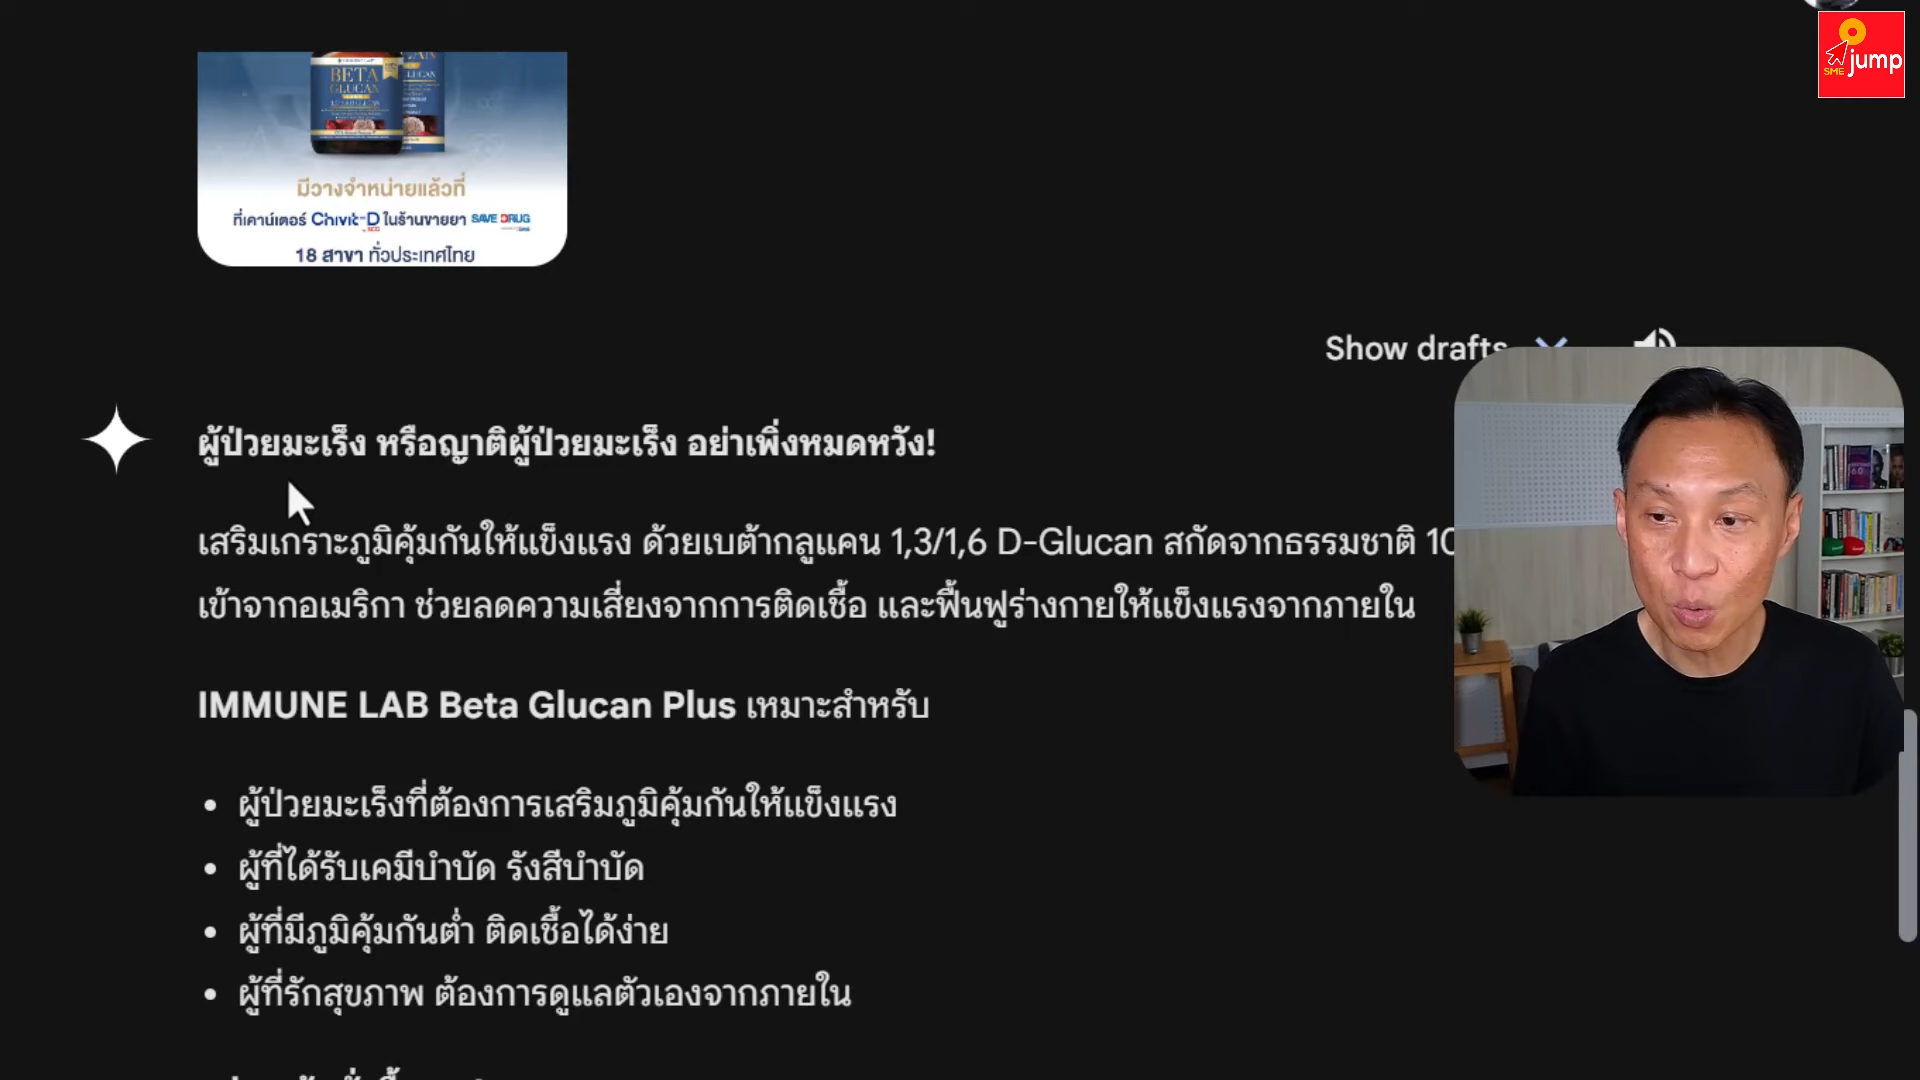 BETA
GLUCAN
GLUCAN
มีวางจำหน่ายแล้วที่
ที่เคาน์เตอร์ Chivit-D ในร้านขายยา SAVE DRUG
18 สาขา ทั่วประเทศไทย
SME jump
Show drafts
ผู้ป่วยมะเร็ง หรือญาติผู้ป่วยมะเร็ง อย่าเพิ่งหมดหวัง!
เสริมเกราะภูมิคุ้มกันให้แข็งแรง ด้วยเบต้ากลูแคน 1,3/1,6 D-Glucan สกัดจากธรรมชาติ 10
เข้าจากอเมริกา ช่วยลดความเสี่ยงจากการติดเชื้อ และฟื้นฟูร่างกายให้แข็งแรงจากภายใน
IMMUNE LAB Beta Glucan Plus เหมาะสำหรับ
• ผู้ป่วยมะเร็งที่ต้องการเสริมภูมิคุ้มกันให้แข็งแรง
• ผู้ที่ได้รับเคมีบำบัด รังสีบำบัด
• ผู้ที่มีภูมิคุ้มกันต่ำ ติดเชื้อได้ง่าย
• ผู้ที่รักสุขภาพ ต้องการดูแลตัวเองจากภายใน